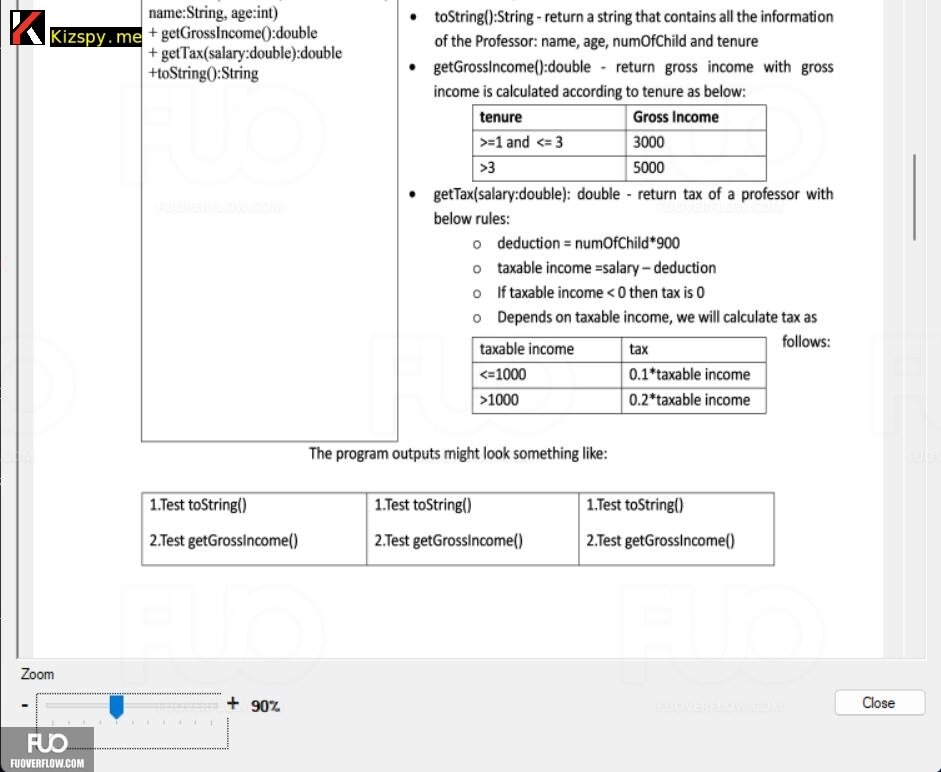 Kizspy.me
name:String, age:int)
+ getGrossIncome():double
+ getTax(salary:double):double
+toString():String
• toString():String - return a string that contains all the information
of the Professor: name, age, numOfChild and tenure
• getGrossIncome():double - return gross income with gross
income is calculated according to tenure as below:
tenure Gross Income
>=1 and <= 3 3000
>3 5000
• getTax(salary:double): double - return tax of a professor with
below rules:
o deduction = numOfChild*900
o taxable income =salary – deduction
o If taxable income < 0 then tax is 0
o Depends on taxable income, we will calculate tax as
follows:
taxable income tax
<=1000 0.1*taxable income
>1000 0.2*taxable income
The program outputs might look something like:
1.Test toString() 1.Test toString() 1.Test toString()
2.Test getGrossIncome() 2.Test getGrossIncome() 2.Test getGrossIncome()
FUO
FUOVERFLOW.COM
Zoom
- + 90%
Close
FUO
FUOVERFLOW.COM